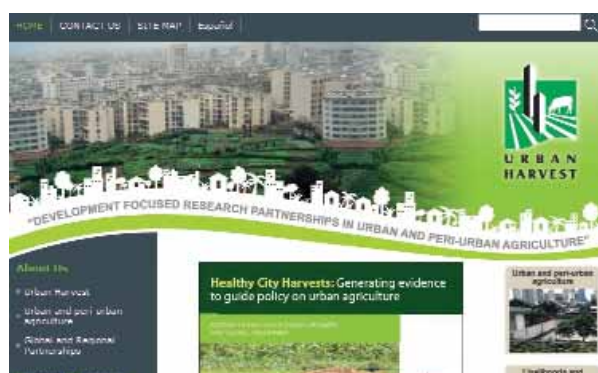 HOME CONTACT US SITE MAP Español
URBAN
HARVEST
"DEVELOPMENT FOCUSED RESEARCH PARTNERSHIPS IN URBAN AND PERI-URBAN AGRICULTURE"
About Us
Urban Harvest
Urban and peri-urban
agriculture
Global and Regional
Partnerships
Healthy City Harvests: Generating evidence
to guide policy on urban agriculture
Urban and peri-urban
agriculture
Livelihoods and